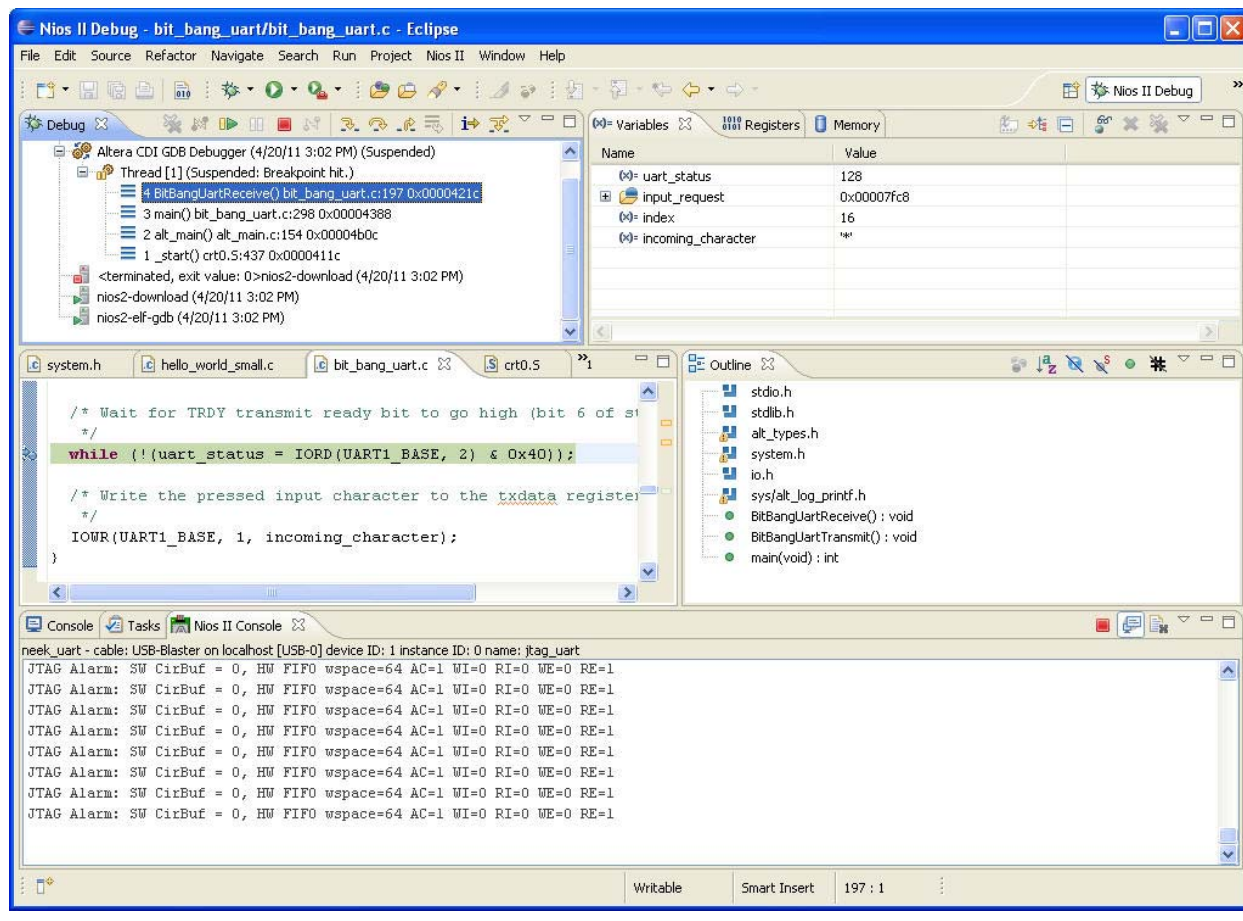 Nios II Debug - bit_bang_uart/bit_bang_uart.c - Eclipse
File Edit Source Refactor Navigate Search Run Project Nios II Window Help
Nios II Debug
Debug
Altera CDI GDB Debugger (4/20/11 3:02 PM) (Suspended)
Thread [1] (Suspended: Breakpoint hit.)
4 BitBangUartReceive() bit_bang_uart.c:197 0x0000421c
3 main() bit_bang_uart.c:298 0x00004388
2 alt_main() alt_main.c:154 0x00004b0c
1 _start() crt0.S:437 0x0000411c
<terminated, exit value: 0>nios2-download (4/20/11 3:02 PM)
nios2-download (4/20/11 3:02 PM)
nios2-elf-gdb (4/20/11 3:02 PM)
(x)= Variables 1010 0101 Registers Memory
Name Value
(x)= uart_status 128
input_request 0x00007fc8
(x)= index 16
(x)= incoming_character '*'
system.h hello_world_small.c bit_bang_uart.c crt0.S »1
/* Wait for TRDY transmit ready bit to go high (bit 6 of st
*/
while (!(uart_status = IORD(UART1_BASE, 2) & 0x40));
/* Write the pressed input character to the txdata register
*/
IOWR(UART1_BASE, 1, incoming_character);
}
Outline
stdio.h
stdlib.h
alt_types.h
system.h
io.h
sys/alt_log_printf.h
BitBangUartReceive() : void
BitBangUartTransmit() : void
main(void) : int
Console Tasks Nios II Console
neek_uart - cable: USB-Blaster on localhost [USB-0] device ID: 1 instance ID: 0 name: jtag_uart
JTAG Alarm: SW CirBuf = 0, HW FIFO wspace=64 AC=1 WI=0 RI=0 WE=0 RE=1
JTAG Alarm: SW CirBuf = 0, HW FIFO wspace=64 AC=1 WI=0 RI=0 WE=0 RE=1
JTAG Alarm: SW CirBuf = 0, HW FIFO wspace=64 AC=1 WI=0 RI=0 WE=0 RE=1
JTAG Alarm: SW CirBuf = 0, HW FIFO wspace=64 AC=1 WI=0 RI=0 WE=0 RE=1
JTAG Alarm: SW CirBuf = 0, HW FIFO wspace=64 AC=1 WI=0 RI=0 WE=0 RE=1
JTAG Alarm: SW CirBuf = 0, HW FIFO wspace=64 AC=1 WI=0 RI=0 WE=0 RE=1
JTAG Alarm: SW CirBuf = 0, HW FIFO wspace=64 AC=1 WI=0 RI=0 WE=0 RE=1
JTAG Alarm: SW CirBuf = 0, HW FIFO wspace=64 AC=1 WI=0 RI=0 WE=0 RE=1
Writable Smart Insert 197 : 1